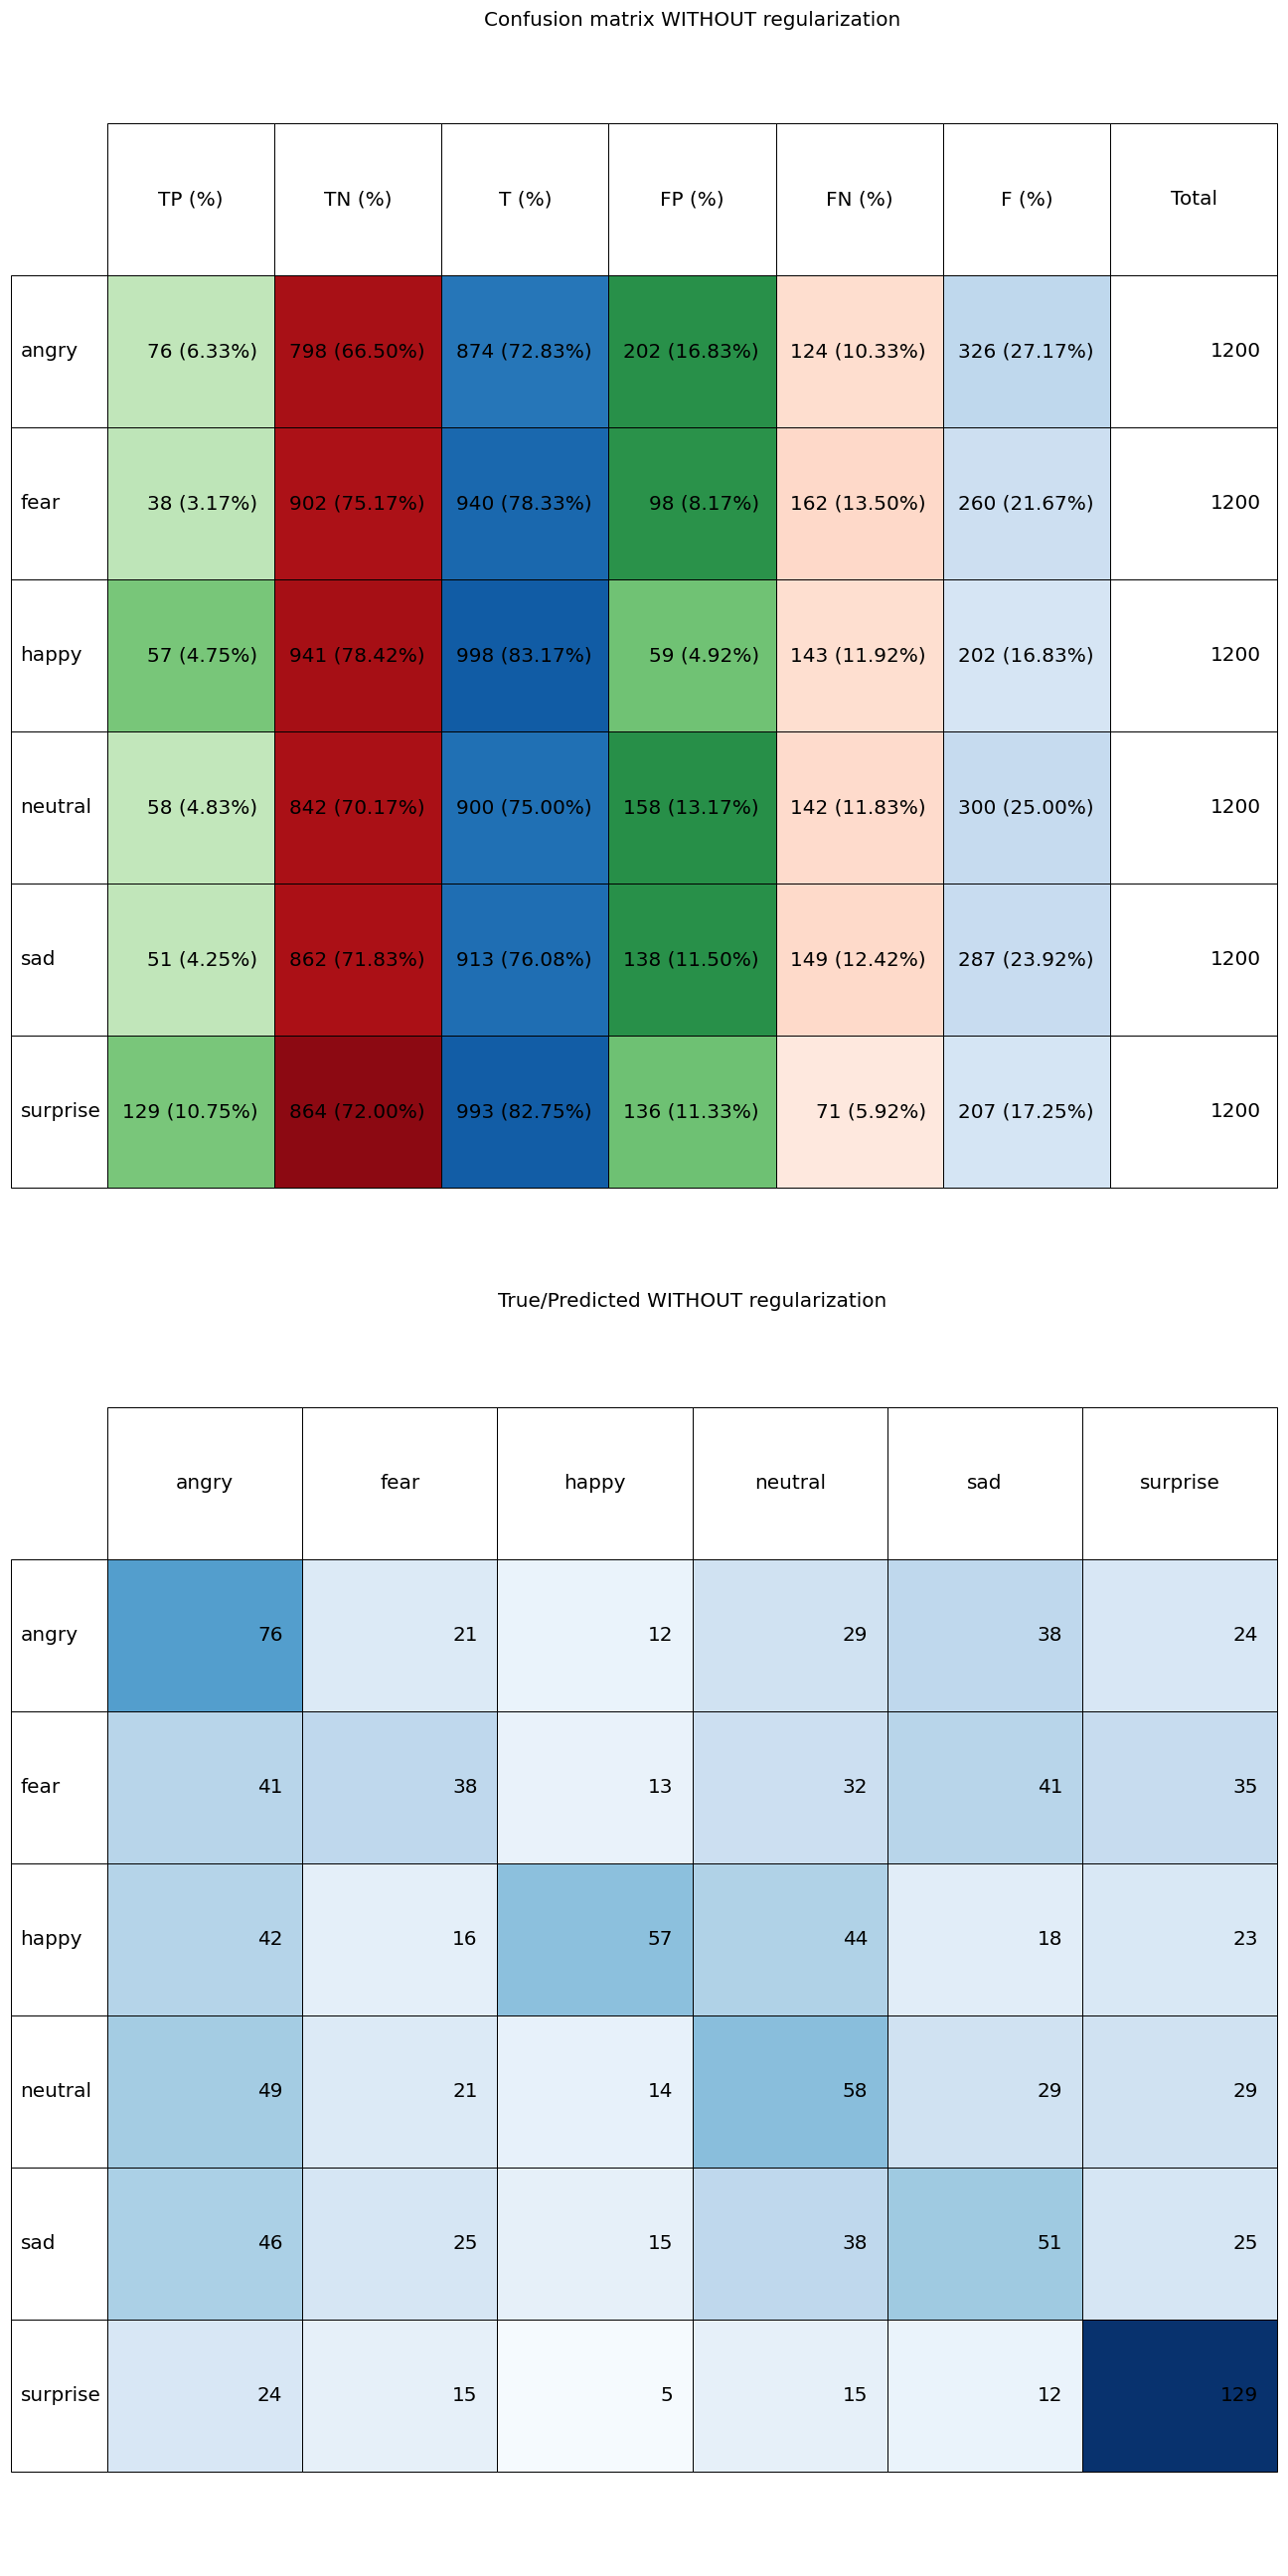 Confusion matrix WITHOUT regularization
TP (%) TN (%) T (%) FP (%) FN (%) F (%) Total
angry 76 (6.33%) 798 (66.50%) 874 (72.83%) 202 (16.83%) 124 (10.33%) 326 (27.17%) 1200
fear 38 (3.17%) 902 (75.17%) 940 (78.33%) 98 (8.17%) 162 (13.50%) 260 (21.67%) 1200
happy 57 (4.75%) 941 (78.42%) 998 (83.17%) 59 (4.92%) 143 (11.92%) 202 (16.83%) 1200
neutral 58 (4.83%) 842 (70.17%) 900 (75.00%) 158 (13.17%) 142 (11.83%) 300 (25.00%) 1200
sad 51 (4.25%) 862 (71.83%) 913 (76.08%) 138 (11.50%) 149 (12.42%) 287 (23.92%) 1200
surprise 129 (10.75%) 864 (72.00%) 993 (82.75%) 136 (11.33%) 71 (5.92%) 207 (17.25%) 1200
True/Predicted WITHOUT regularization
angry fear happy neutral sad surprise
angry 76 21 12 29 38 24
fear 41 38 13 32 41 35
happy 42 16 57 44 18 23
neutral 49 21 14 58 29 29
sad 46 25 15 38 51 25
surprise 24 15 5 15 12 129